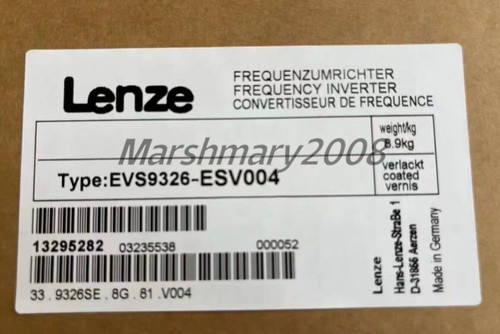 Lenze
FREQUENZUMRICHTER
FREQUENCY INVERTER
CONVERTISSEUR DE FREQUENCE
weight/kg
8.9kg
Marshmary2008
Type:EVS9326-ESV004
verlackt
coated
vernis
13295282 03235538 000052
33.9326SE.8G.81.V004
Lenze
Hans-Lenze-Straße 1
D-31855 Aerzen
Made in Germany